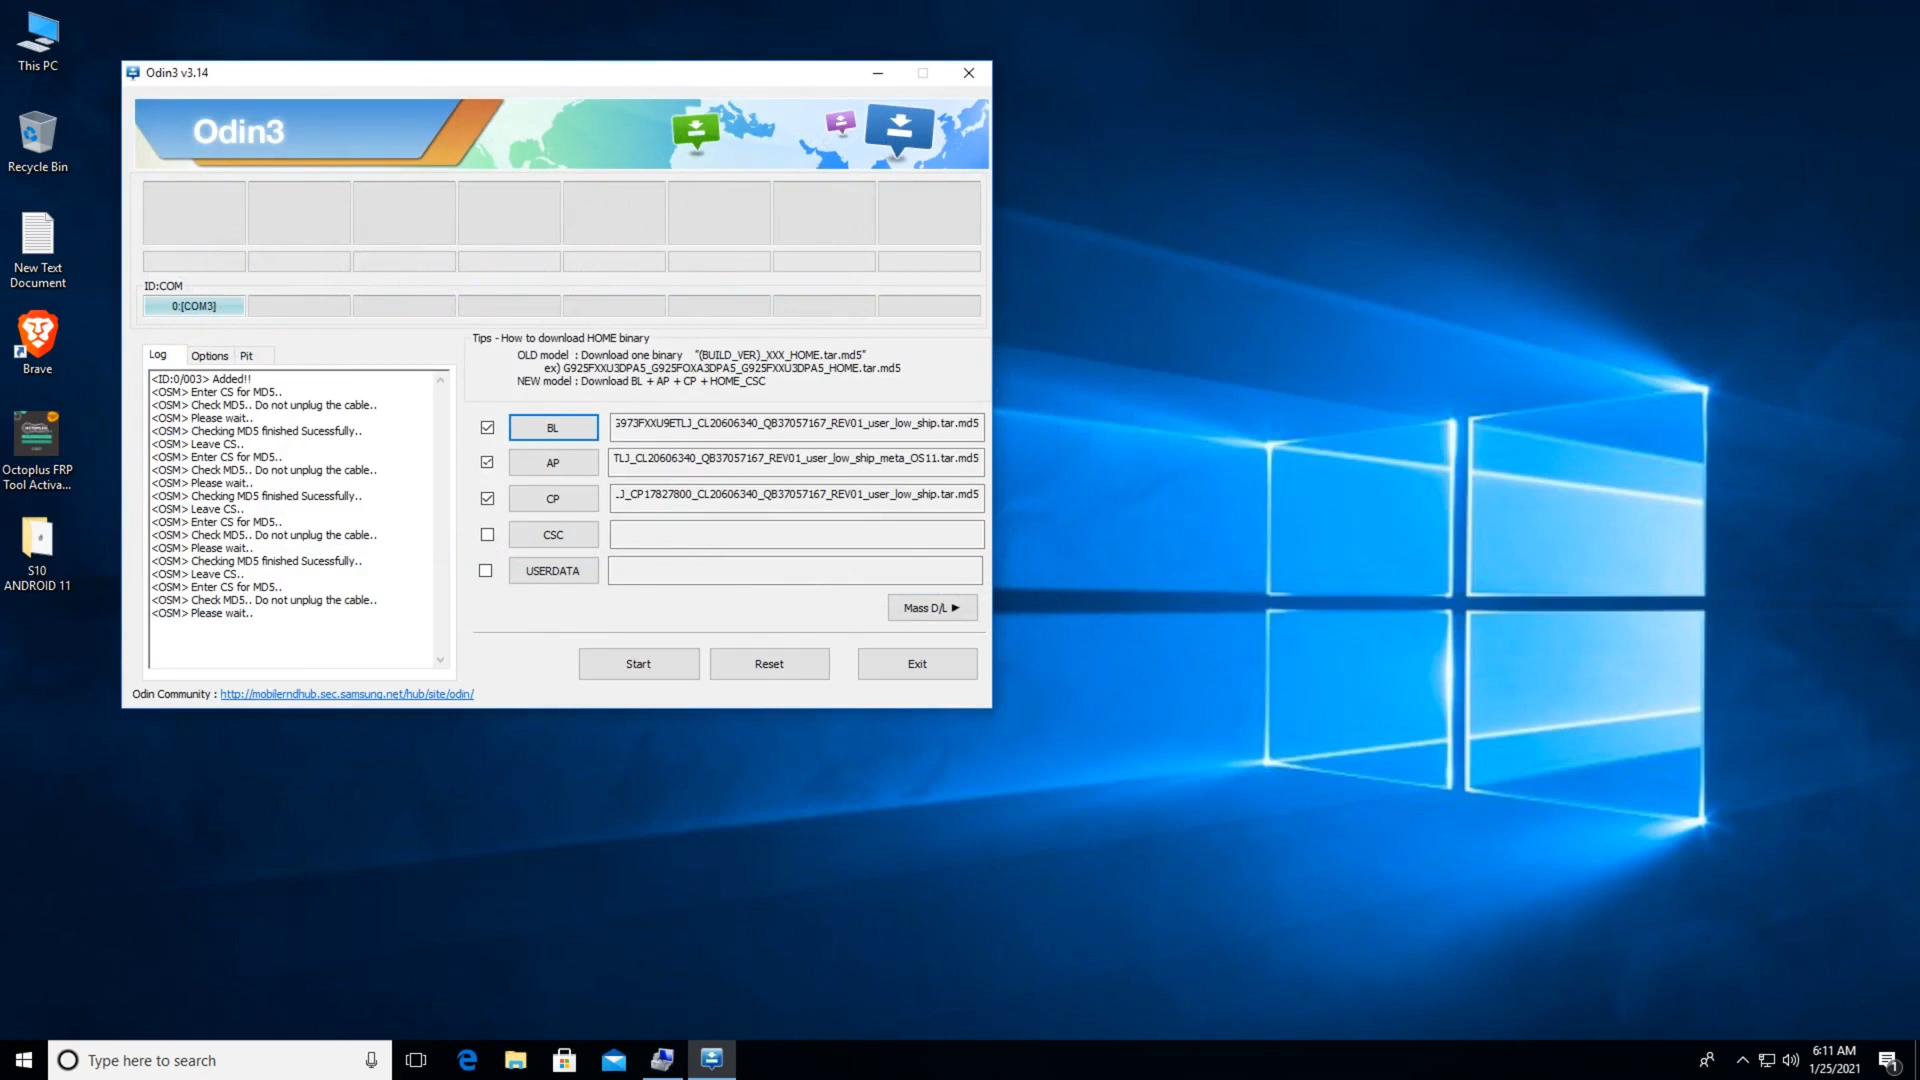 This PC
Recycle Bin
New Text
Document
Brave
Octoplus FRP
Tool Activa...
S10
ANDROID 11
Odin3 v3.14
Odin3
ID:COM
0:[COM3]
Log
Options
Pit
<ID:0/003> Added!!
<OSM> Enter CS for MD5..
<OSM> Check MD5.. Do not unplug the cable..
<OSM> Please wait..
<OSM> Checking MD5 finished Sucessfully..
<OSM> Leave CS..
<OSM> Enter CS for MD5..
<OSM> Check MD5.. Do not unplug the cable..
<OSM> Please wait..
<OSM> Checking MD5 finished Sucessfully..
<OSM> Leave CS..
<OSM> Enter CS for MD5..
<OSM> Check MD5.. Do not unplug the cable..
<OSM> Please wait..
<OSM> Checking MD5 finished Sucessfully..
<OSM> Leave CS..
<OSM> Enter CS for MD5..
<OSM> Check MD5.. Do not unplug the cable..
<OSM> Please wait..
Tips - How to download HOME binary
OLD model : Download one binary "(BUILD_VER)_XXX_HOME.tar.md5"
ex) G925FXXU3DPA5_G925FOXA3DPA5_G925FXXU3DPA5_HOME.tar.md5
NEW model : Download BL + AP + CP + HOME_CSC
BL
G973FXXU9ETLJ_CL20606340_QB37057167_REV01_user_low_ship.tar.md5
AP
TLJ_CL20606340_QB37057167_REV01_user_low_ship_meta_OS11.tar.md5
CP
J_CP17827800_CL20606340_QB37057167_REV01_user_low_ship.tar.md5
CSC
USERDATA
Mass D/L
Start
Reset
Exit
Odin Community : http://mobilerndhub.sec.samsung.net/hub/site/odin/
Type here to search
6:11 AM
1/25/2021
1